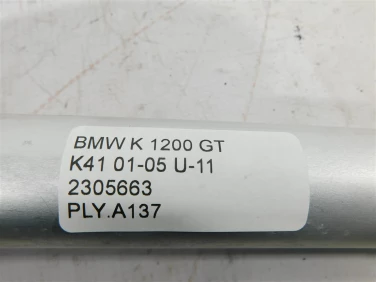 BMW K 1200 GT
K41 01-05 U-11
2305663
PLY.A137